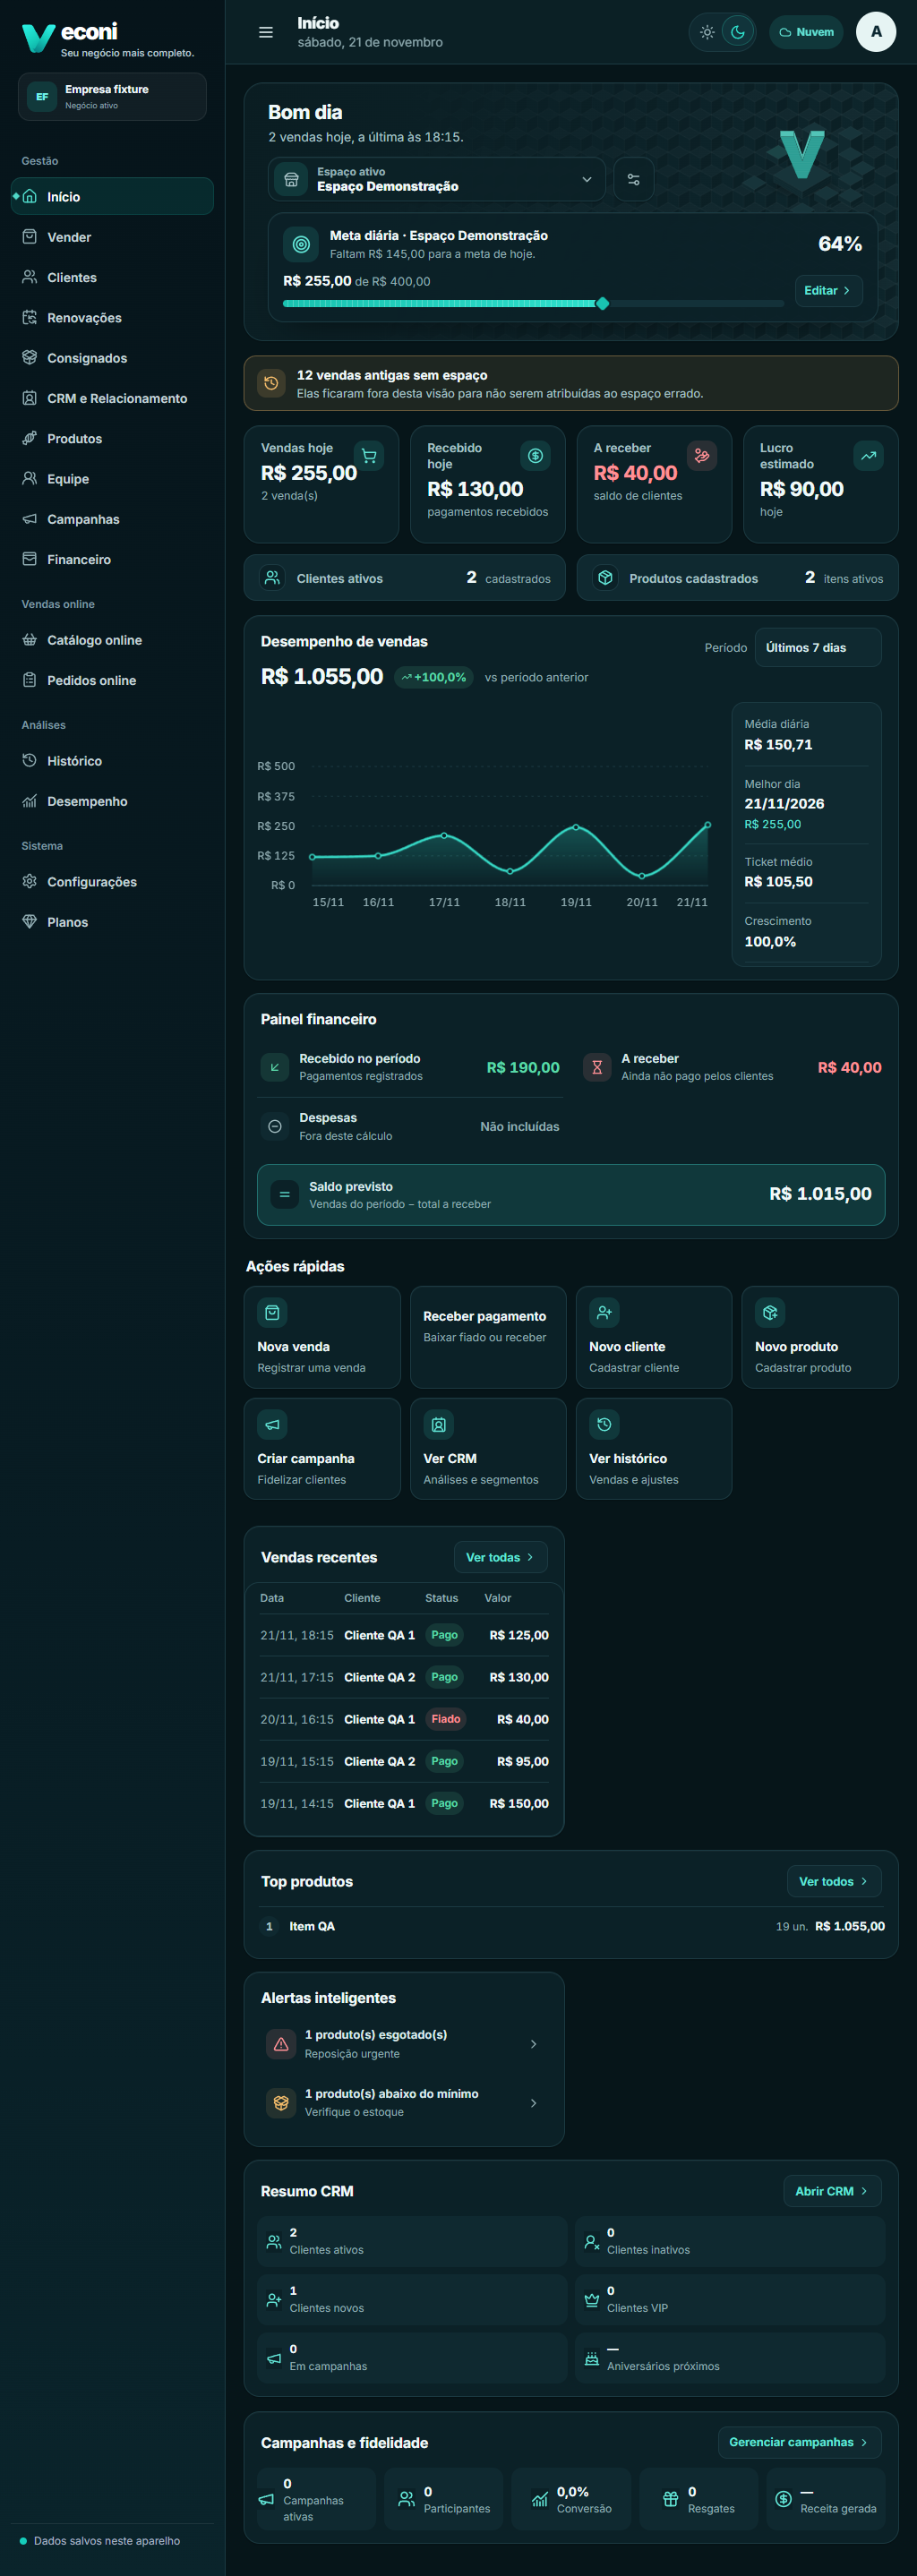 Veconi
Seu negócio mais completo.
EF
Empresa fixture
Negócio ativo
Gestão
Início
Vender
Clientes
Renovações
Consignados
CRM e Relacionamento
Produtos
Equipe
Campanhas
Financeiro
Vendas online
Catálogo online
Pedidos online
Análises
Histórico
Desempenho
Sistema
Configurações
Planos
Dados salvos neste aparelho
Início
sábado, 21 de novembro
Nuvem
A
Bom dia
2 vendas hoje, a última às 18:15.
Espaço ativo
Espaço Demonstração
Meta diária · Espaço Demonstração
Faltam R$ 145,00 para a meta de hoje.
64%
R$ 255,00 de R$ 400,00
Editar
12 vendas antigas sem espaço
Elas ficaram fora desta visão para não serem atribuídas ao espaço errado.
Vendas hoje
R$ 255,00
2 venda(s)
Recebido
hoje
R$ 130,00
pagamentos recebidos
A receber
R$ 40,00
saldo de clientes
Lucro
estimado
R$ 90,00
hoje
Clientes ativos
2 cadastrados
Produtos cadastrados
2 itens ativos
Desempenho de vendas
Período
Últimos 7 dias
R$ 1.055,00
+100,0%
vs período anterior
R$ 500
R$ 375
R$ 250
R$ 125
R$ 0
15/11 16/11 17/11 18/11 19/11 20/11 21/11
Média diária
R$ 150,71
Melhor dia
21/11/2026
R$ 255,00
Ticket médio
R$ 105,50
Crescimento
100,0%
Painel financeiro
Recebido no período
Pagamentos registrados
R$ 190,00
A receber
Ainda não pago pelos clientes
R$ 40,00
Despesas
Fora deste cálculo
Não incluídas
Saldo previsto
Vendas do período − total a receber
R$ 1.015,00
Ações rápidas
Nova venda
Registrar uma venda
Receber pagamento
Baixar fiado ou receber
Novo cliente
Cadastrar cliente
Novo produto
Cadastrar produto
Criar campanha
Fidelizar clientes
Ver CRM
Análises e segmentos
Ver histórico
Vendas e ajustes
Vendas recentes
Ver todas
Data Cliente Status Valor
21/11, 18:15 Cliente QA 1 Pago R$ 125,00
21/11, 17:15 Cliente QA 2 Pago R$ 130,00
20/11, 16:15 Cliente QA 1 Fiado R$ 40,00
19/11, 15:15 Cliente QA 2 Pago R$ 95,00
19/11, 14:15 Cliente QA 1 Pago R$ 150,00
Top produtos
Ver todos
1 Item QA 19 un. R$ 1.055,00
Alertas inteligentes
1 produto(s) esgotado(s)
Reposição urgente
1 produto(s) abaixo do mínimo
Verifique o estoque
Resumo CRM
Abrir CRM
2
Clientes ativos
0
Clientes inativos
1
Clientes novos
0
Clientes VIP
0
Em campanhas
—
Aniversários próximos
Campanhas e fidelidade
Gerenciar campanhas
0
Campanhas
ativas
0
Participantes
0,0%
Conversão
0
Resgates
—
Receita gerada